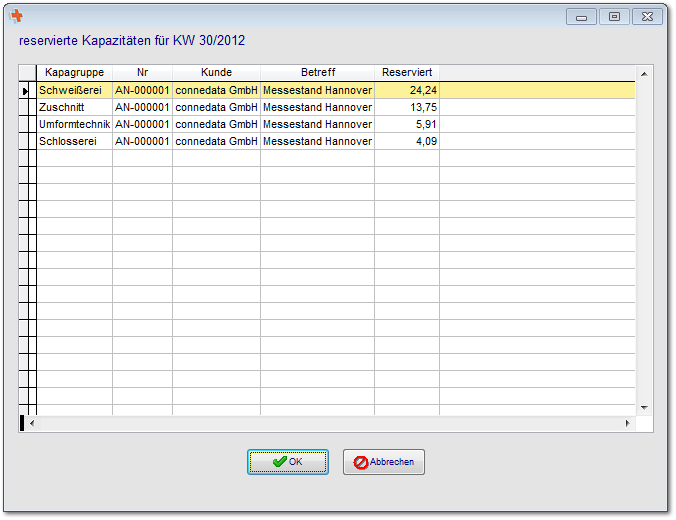 reservierte Kapazitäten für KW 30/2012
Kapagruppe Nr Kunde Betreff Reserviert
Schweißerei AN-000001 connedata GmbH Messestand Hannover 24,24
Zuschnitt AN-000001 connedata GmbH Messestand Hannover 13,75
Umformtechnik AN-000001 connedata GmbH Messestand Hannover 5,91
Schlosserei AN-000001 connedata GmbH Messestand Hannover 4,09
OK Abbrechen